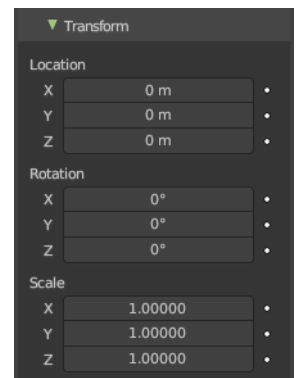 Transform
Location
X 0 m
Y 0 m
Z 0 m
Rotation
X 0°
Y 0°
Z 0°
Scale
X 1.00000
Y 1.00000
Z 1.00000